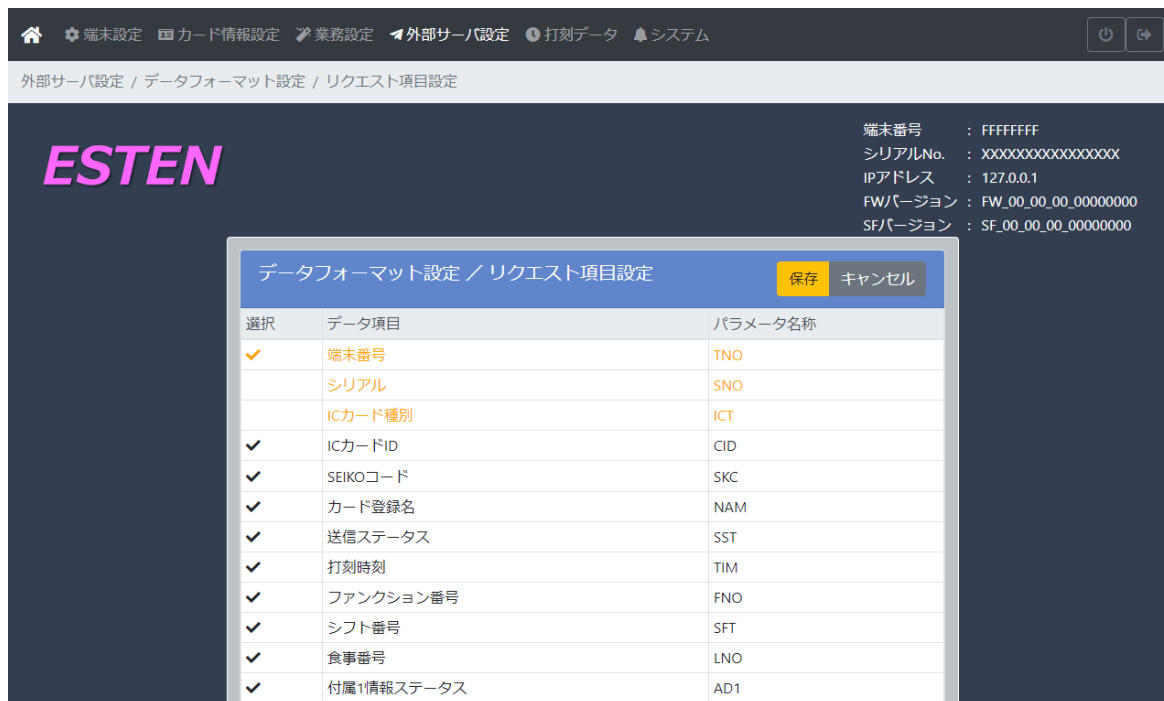 端末設定 カード情報設定 業務設定 外部サーバ設定 打刻データ システム
外部サーバ設定 / データフォーマット設定 / リクエスト項目設定
ESTEN
端末番号 : FFFFFFFF
シリアルNo. : XXXXXXXXXXXXXXXX
IPアドレス : 127.0.0.1
FWバージョン : FW_00_00_00_00000000
SFバージョン : SF_00_00_00_00000000
データフォーマット設定 ／ リクエスト項目設定 保存 キャンセル
選択 データ項目 パラメータ名称
端末番号 TNO
シリアル SNO
ICカード種別 ICT
ICカードID CID
SEIKOコード SKC
カード登録名 NAM
送信ステータス SST
打刻時刻 TIM
ファンクション番号 FNO
シフト番号 SFT
食事番号 LNO
付属1情報ステータス AD1